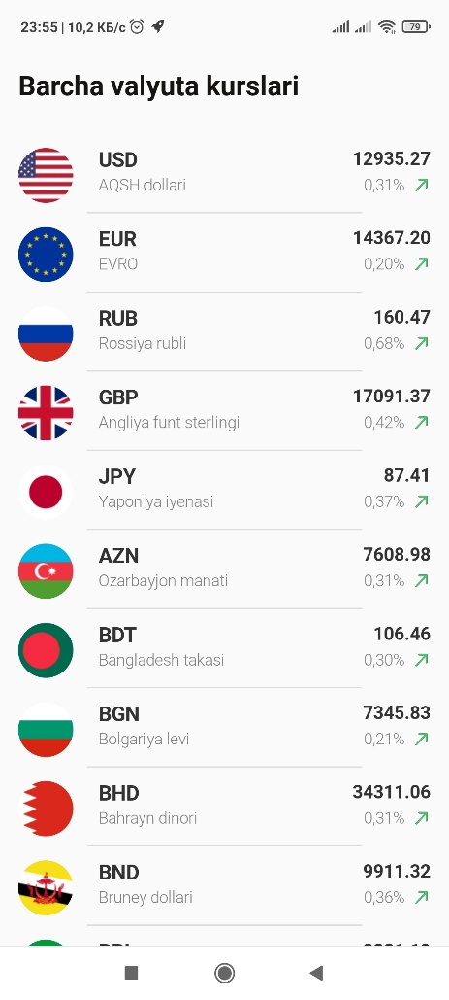 23:55 | 10,2 КБ/с
79
Barcha valyuta kurslari
USD
12935.27
AQSH dollari
0,31%
EUR
14367.20
EVRO
0,20%
RUB
160.47
Rossiya rubli
0,68%
GBP
17091.37
Angliya funt sterlingi
0,42%
JPY
87.41
Yaponiya iyenasi
0,37%
AZN
7608.98
Ozarbayjon manati
0,31%
BDT
106.46
Bangladesh takasi
0,30%
BGN
7345.83
Bolgariya levi
0,21%
BHD
34311.06
Bahrayn dinori
0,31%
BND
9911.32
Bruney dollari
0,36%